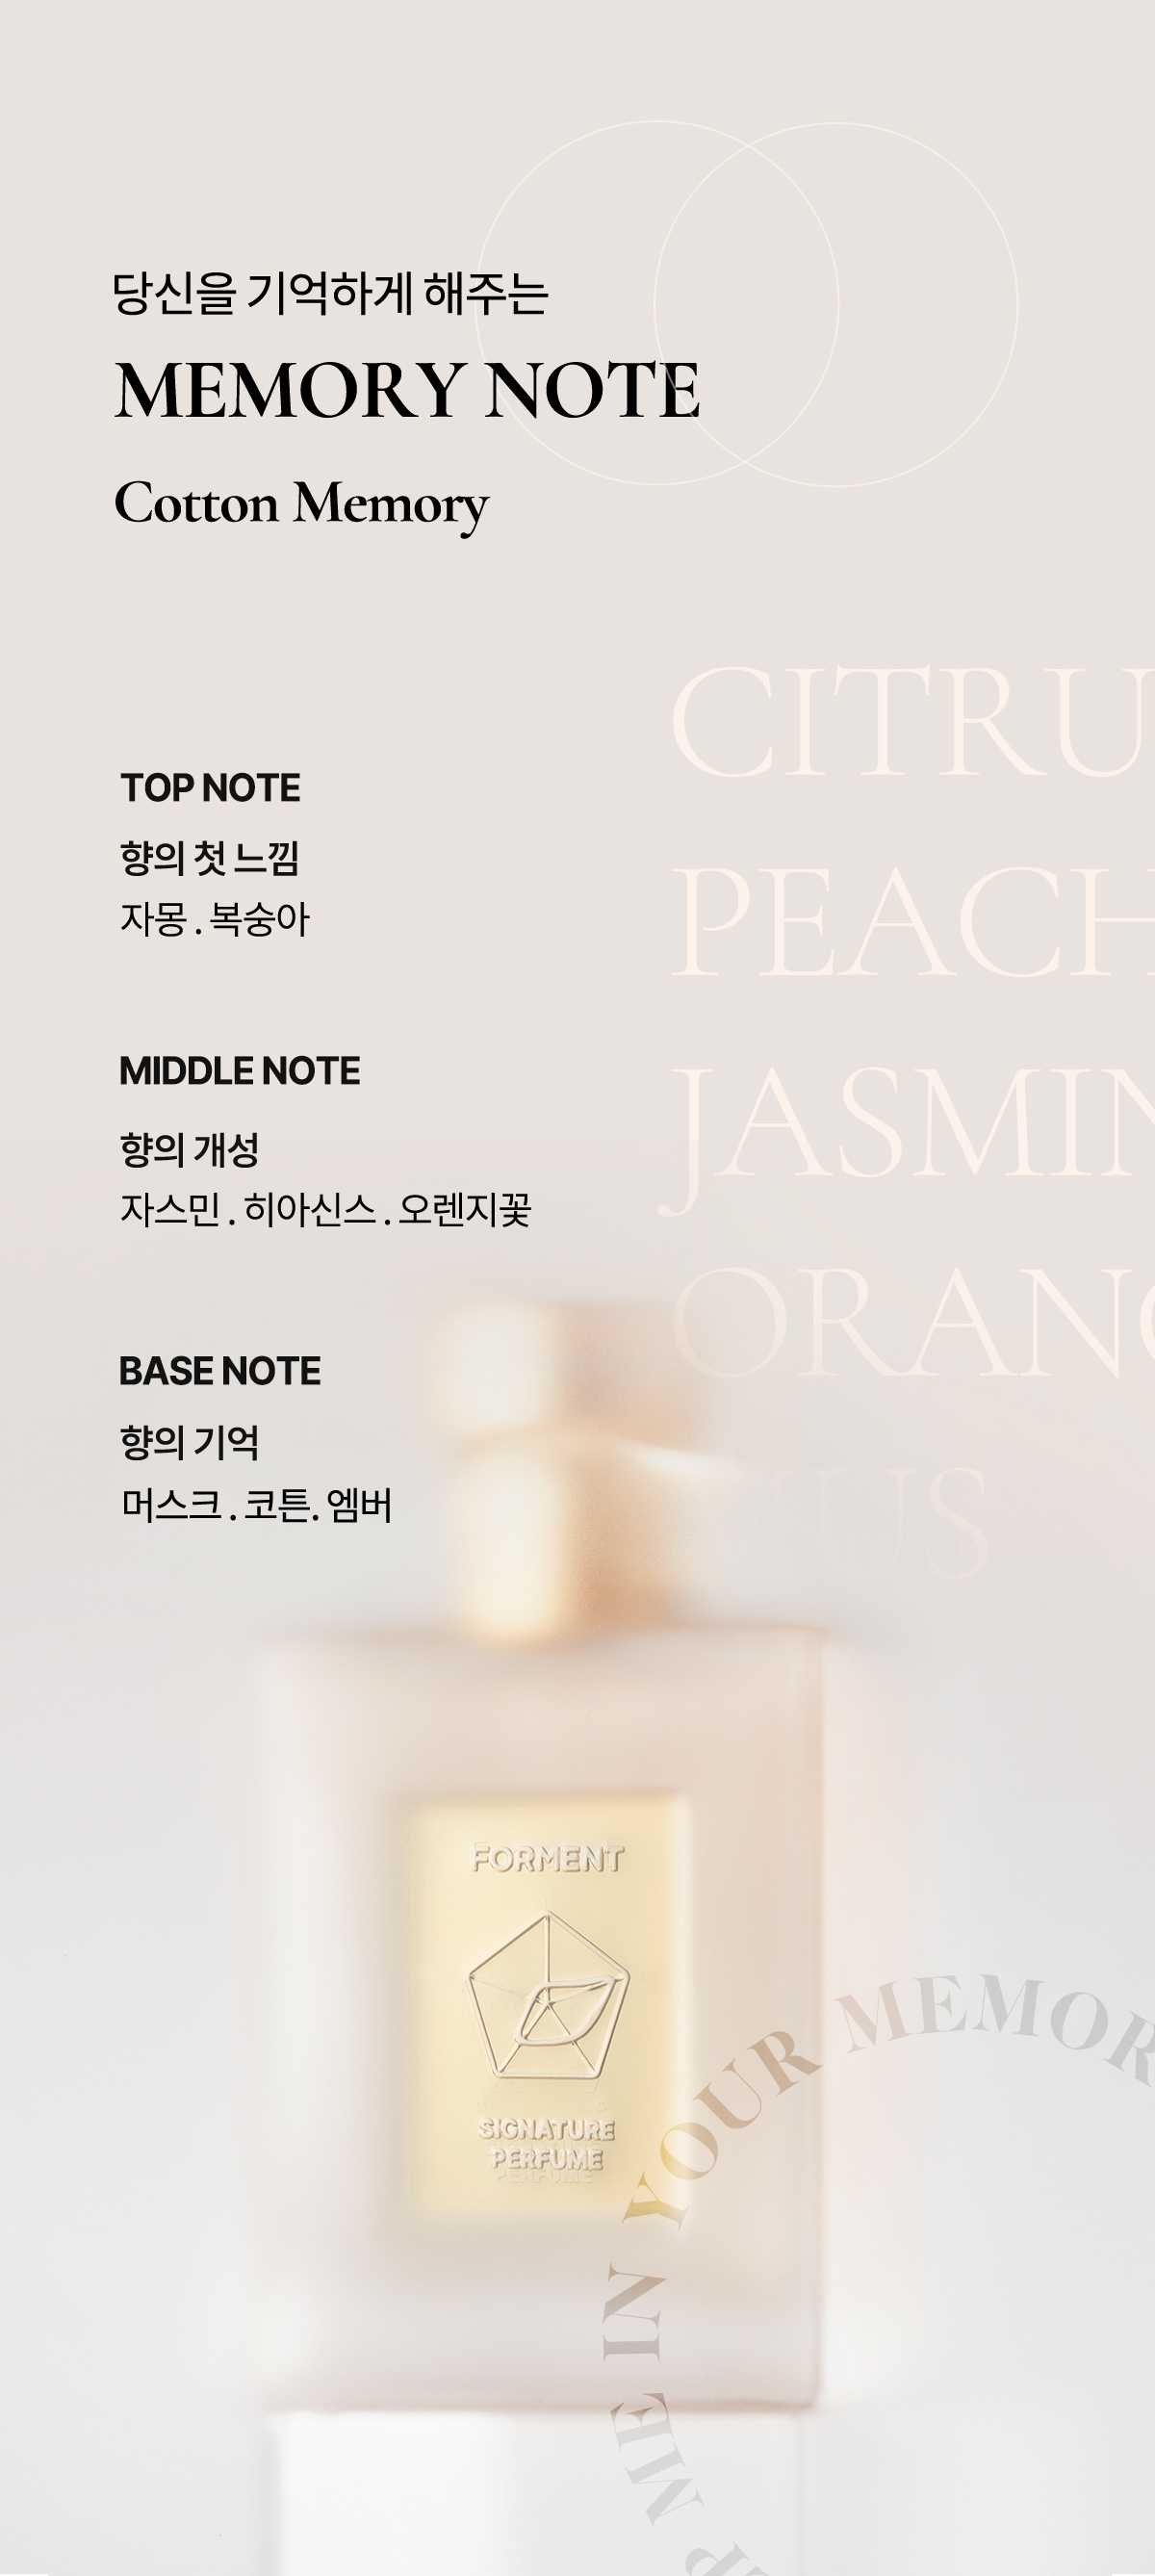 당신을 기억하게 해주는
MEMORY NOTE
Cotton Memory
CITRU
PEACH
TOP NOTE
향의 첫 느낌
자몽 . 복숭아
JASMIN
MIDDLE NOTE
향의 개성
자스민 . 히아신스 . 오렌지꽃
ORANG
BASE NOTE
향의 기억
머스크 . 코튼. 엠버
MUS
FORMENT
SIGNATURE
PERFUME
ME IN YOUR MEMOR